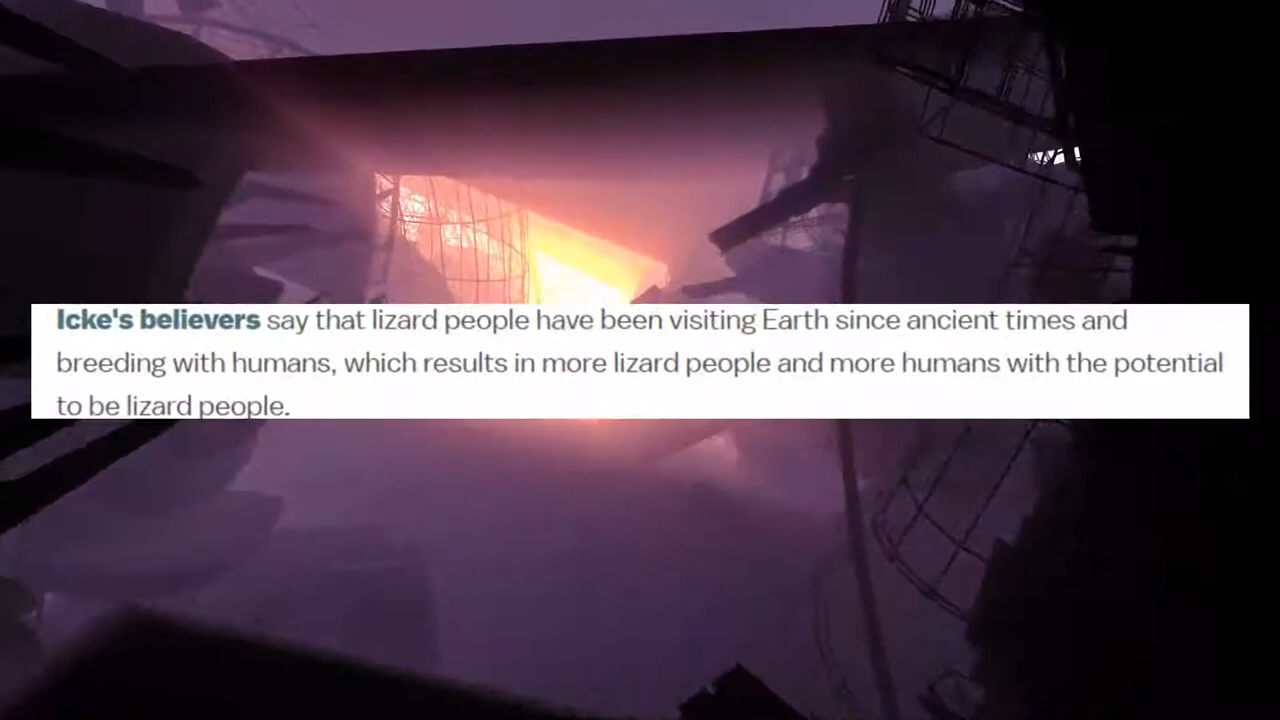 Icke's believers say that lizard people have been visiting Earth since ancient times and
breeding with humans, which results in more lizard people and more humans with the potential
to be lizard people.